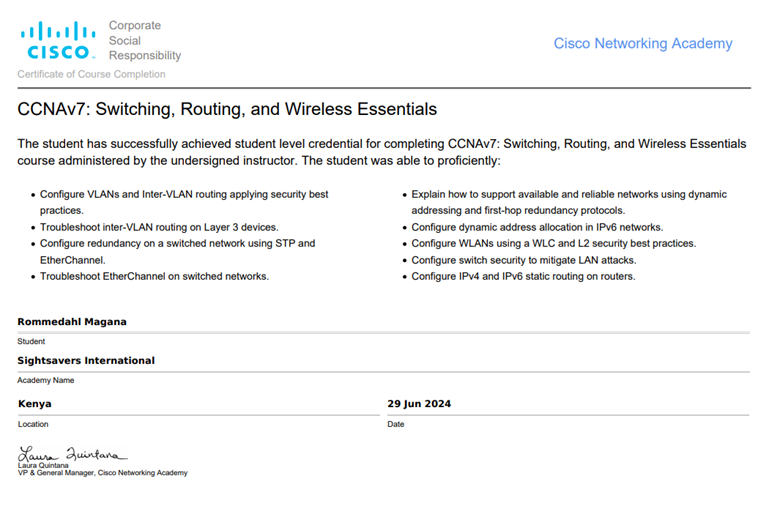 CISCO
Corporate
Social
Responsibility
Cisco Networking Academy
Certificate of Course Completion
CCNAv7: Switching, Routing, and Wireless Essentials
The student has successfully achieved student level credential for completing CCNAv7: Switching, Routing, and Wireless Essentials
course administered by the undersigned instructor. The student was able to proficiently:
• Configure VLANs and Inter-VLAN routing applying security best
practices.
• Troubleshoot inter-VLAN routing on Layer 3 devices.
• Configure redundancy on a switched network using STP and
EtherChannel.
• Troubleshoot EtherChannel on switched networks.
• Explain how to support available and reliable networks using dynamic
addressing and first-hop redundancy protocols.
• Configure dynamic address allocation in IPv6 networks.
• Configure WLANs using a WLC and L2 security best practices.
• Configure switch security to mitigate LAN attacks.
• Configure IPv4 and IPv6 static routing on routers.
Rommedahl Magana
Student
Sightsavers International
Academy Name
Kenya
Location
29 Jun 2024
Date
Laura Quintana
Laura Quintana
VP & General Manager, Cisco Networking Academy